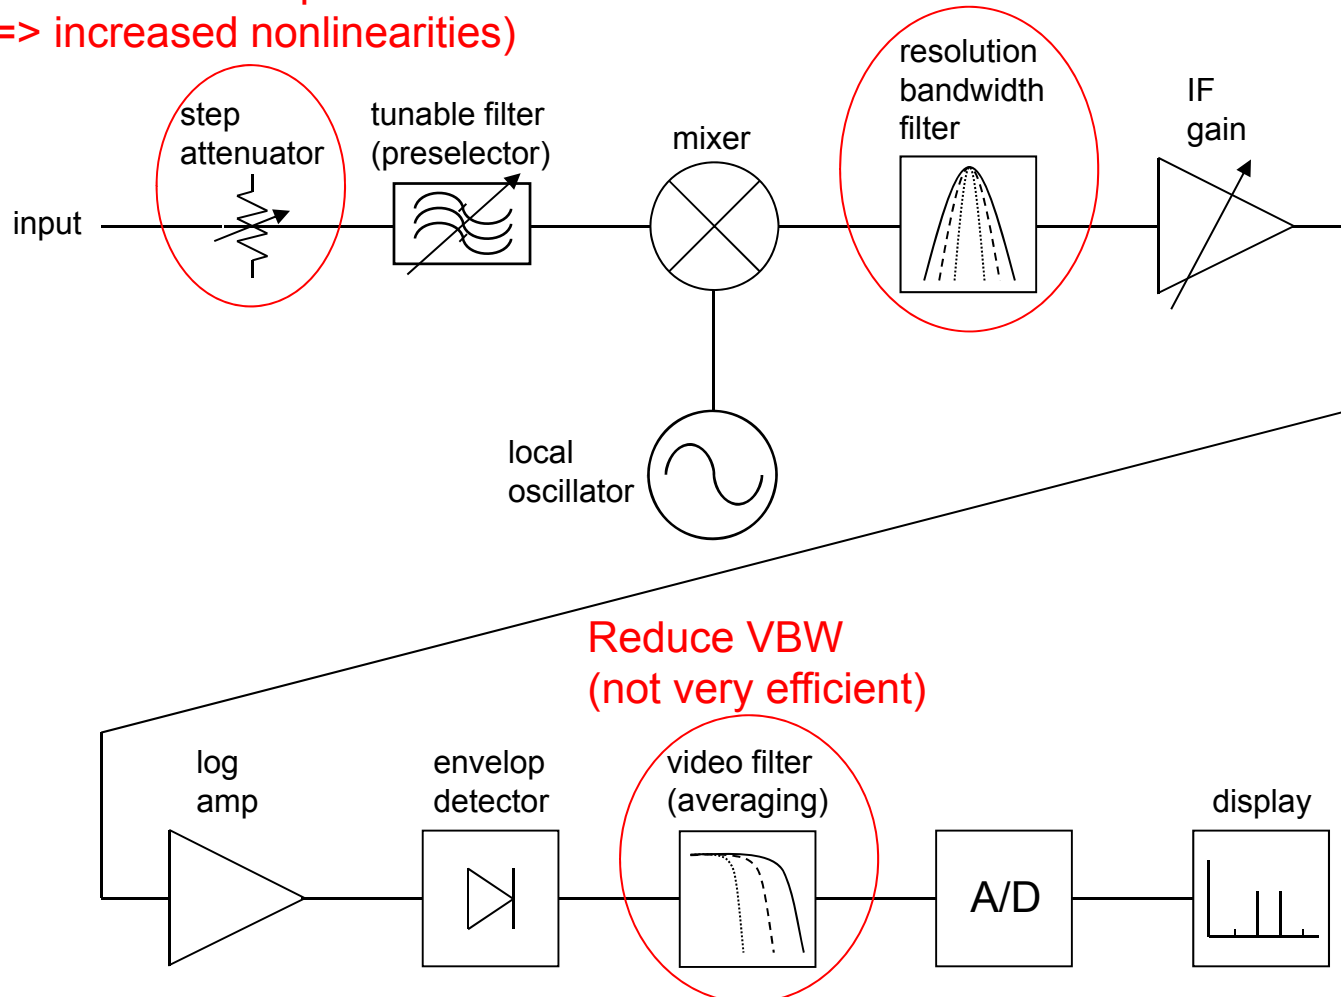 => increased nonlinearities)
resolution
bandwidth
filter
step
attenuator
tunable filter
(preselector)
mixer
IF
gain
input
local
oscillator
Reduce VBW
(not very efficient)
log
amp
envelop
detector
video filter
(averaging)
A/D
display